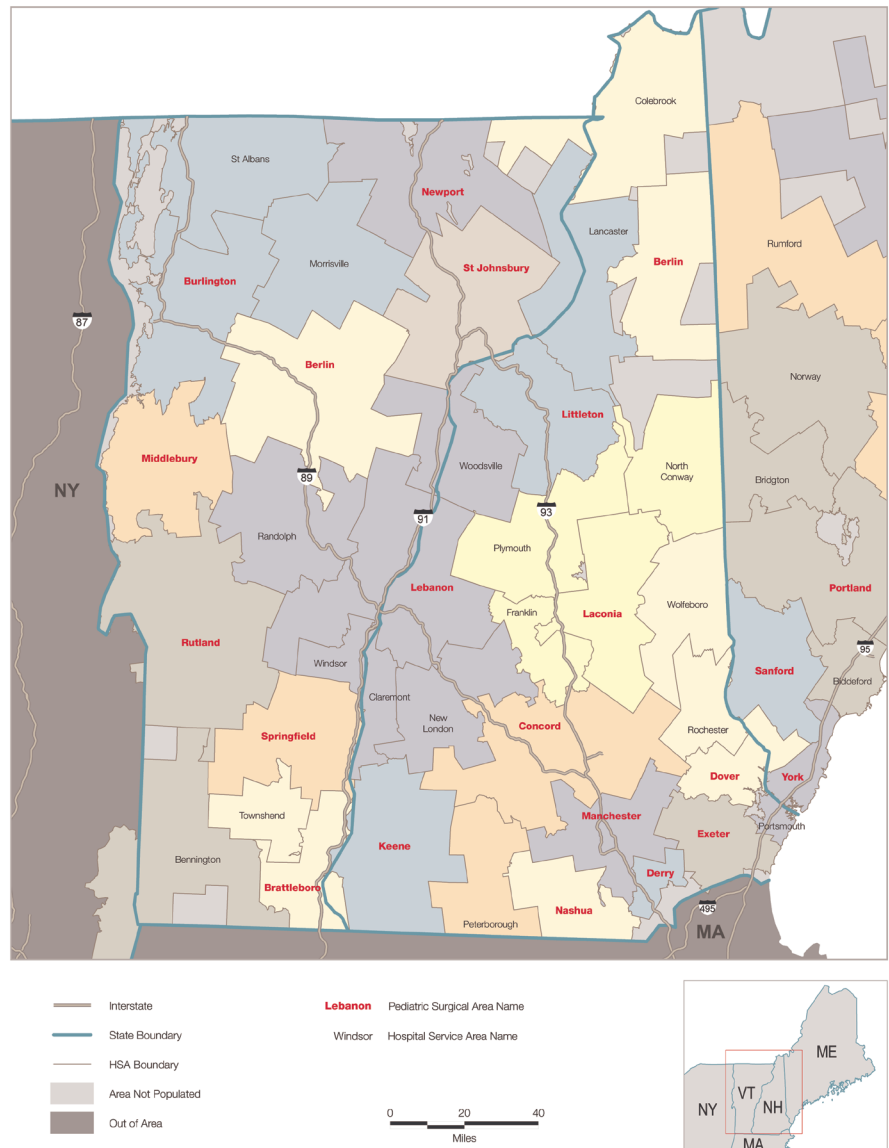 Colebrook
St Albans
Newport
Lancaster
Rumford
St Johnsbury
Berlin
Morrisville
Burlington
87
Berlin
Norway
Littleton
Middlebury
Woodsville
North
Conway
89
Bridgton
NY
91
93
Randolph
Plymouth
Lebanon
Portland
Franklin
Laconia
Wolfeboro
Rutland
95
Windsor
Sanford
Biddeford
Claremont
New
London
Concord
Springfield
Rochester
Dover
York
Townshend
Manchester
Portsmouth
Exeter
Keene
Bennington
Derry
Brattleboro
Nashua
495
Peterborough
MA
Interstate
State Boundary
HSA Boundary
Area Not Populated
Out of Area
Lebanon Pediatric Surgical Area Name
Windsor Hospital Service Area Name
0 20 40
Miles
ME
VT
NH
NY
MA